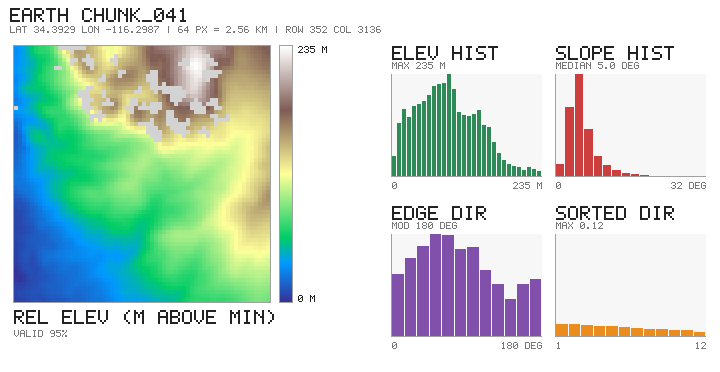 EARTH CHUNK_041
LAT 34.3929 LON -116.2987 | 64 PX = 2.56 KM | ROW 352 COL 3136
235 M
0 M
REL ELEV (M ABOVE MIN)
VALID 95%
ELEV HIST
MAX 235 M
0 235 M
SLOPE HIST
MEDIAN 5.0 DEG
0 32 DEG
EDGE DIR
MOD 180 DEG
0 180 DEG
SORTED DIR
MAX 0.12
1 12